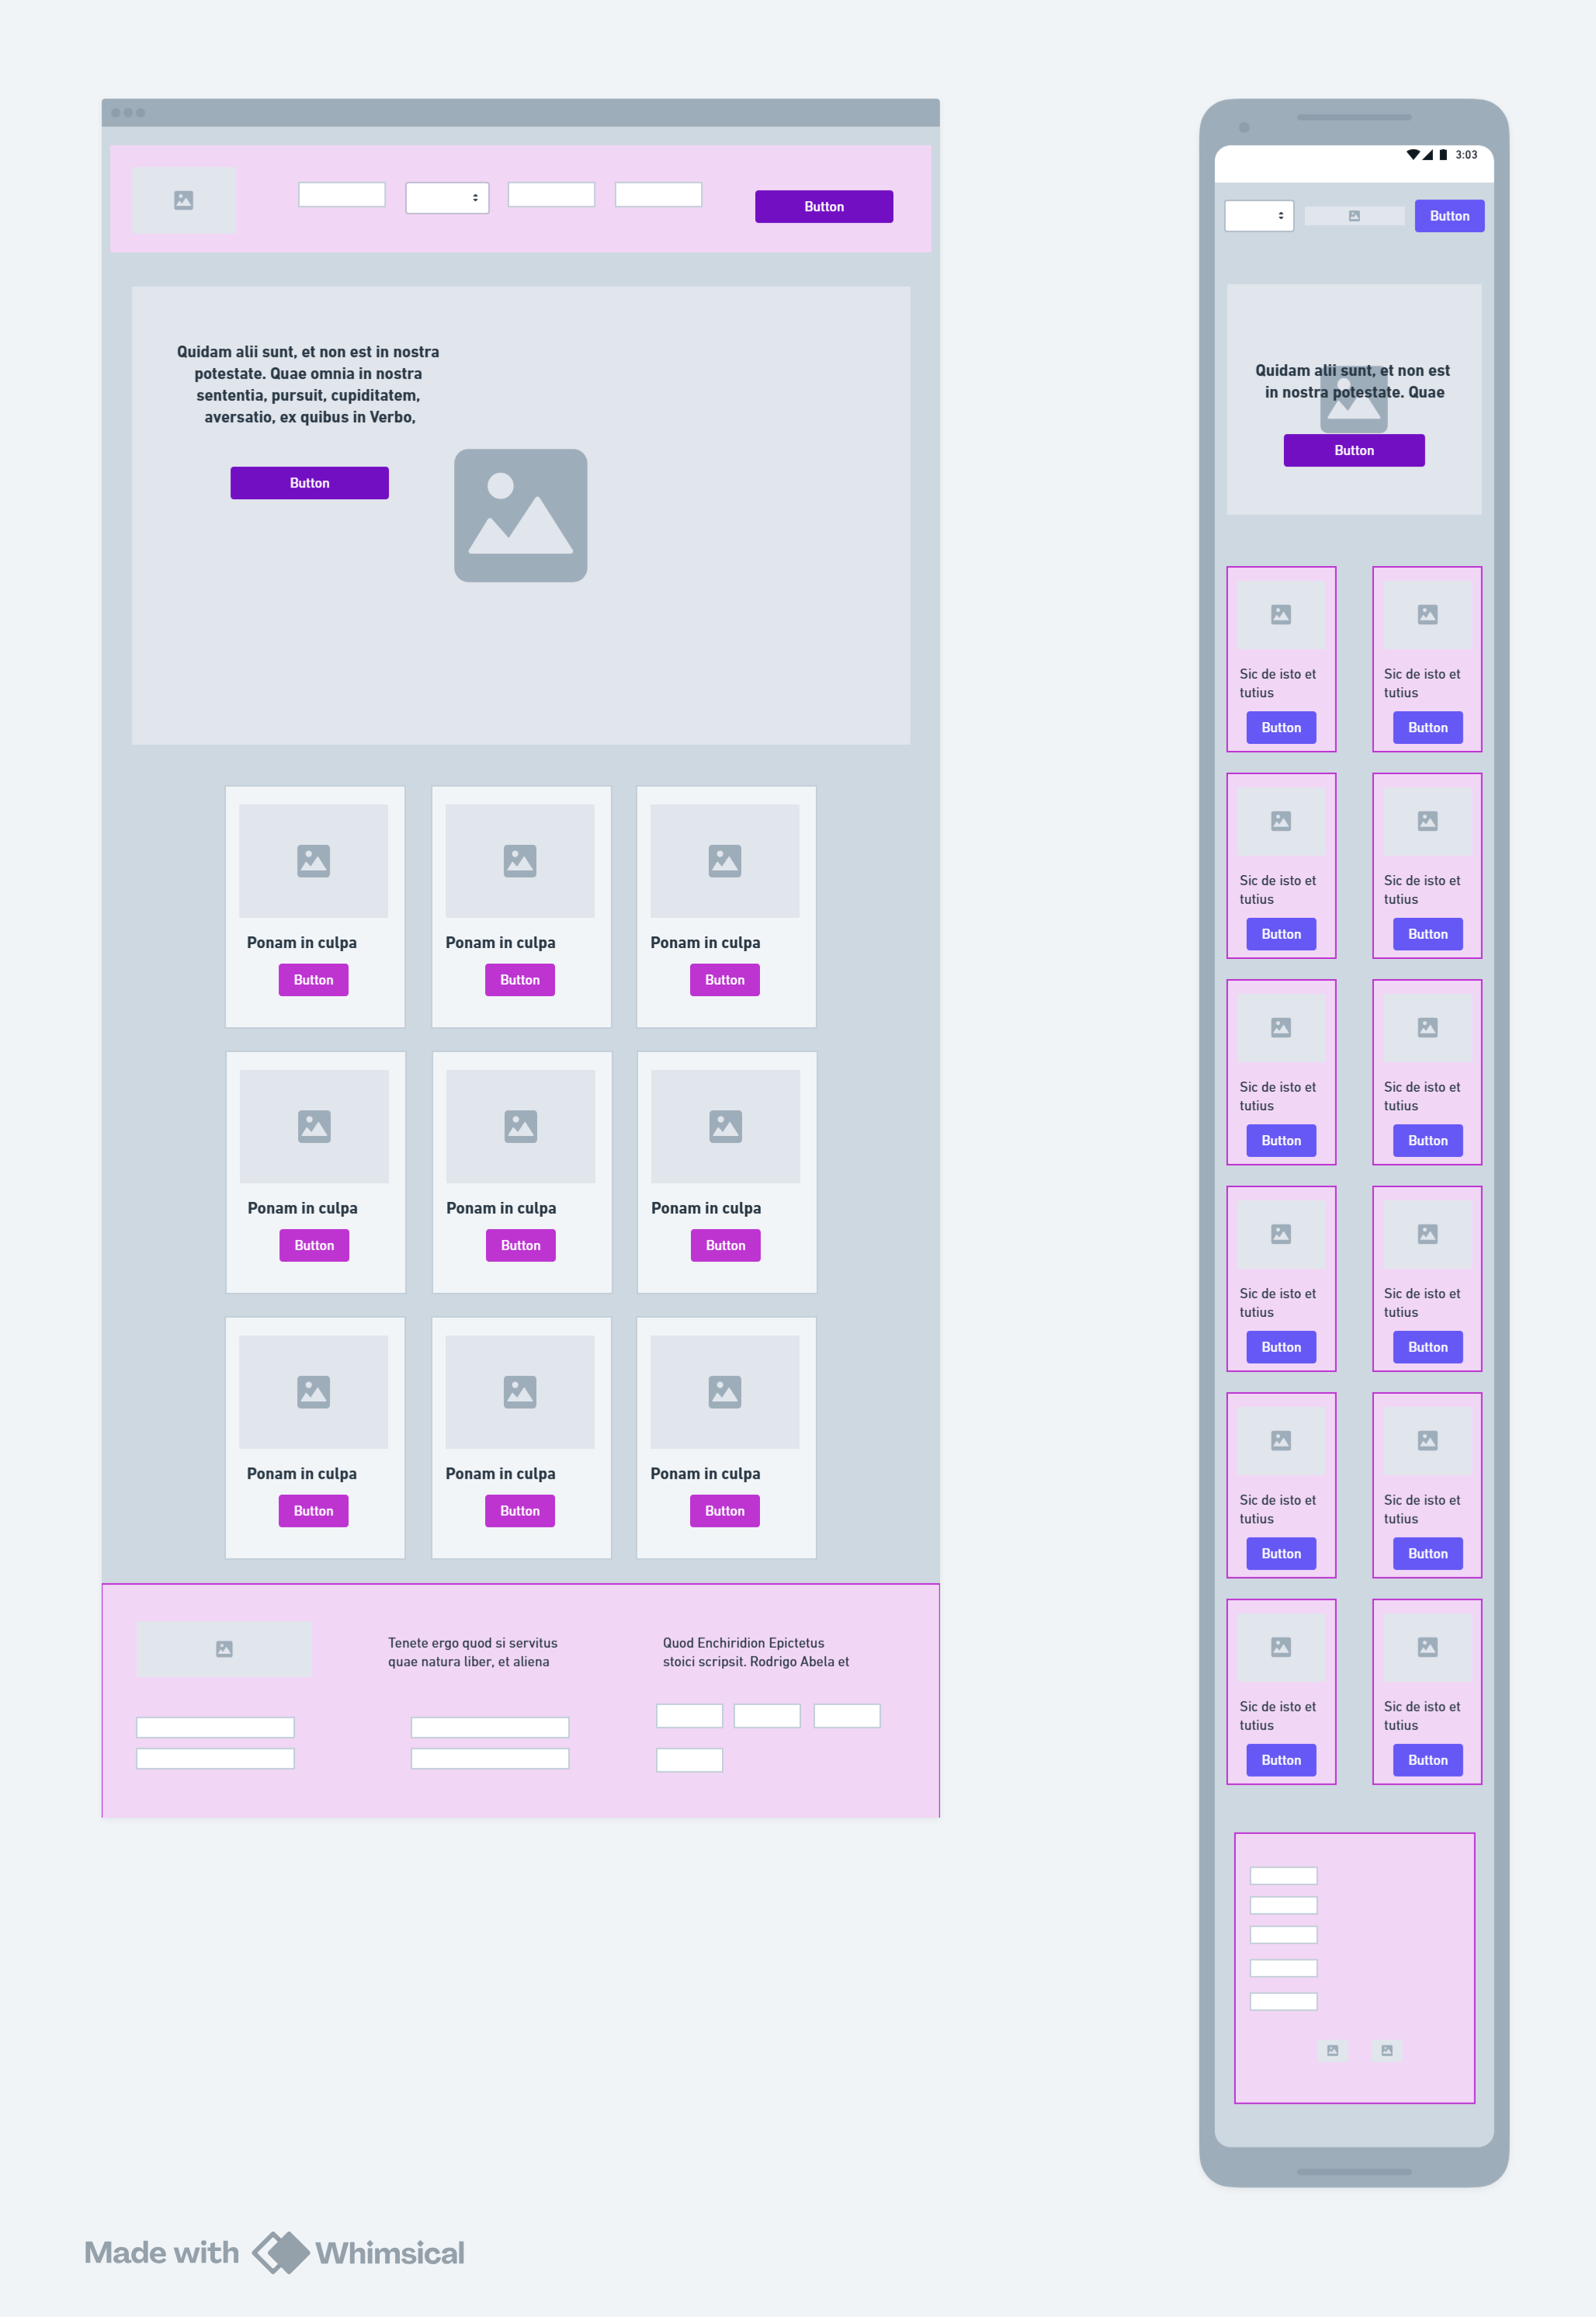 Button
Quidam alii sunt, et non est in nostra
potestate. Quae omnia in nostra
sententia, pursuit, cupiditatem,
aversatio, ex quibus in Verbo,
Button
Ponam in culpa
Button
Ponam in culpa
Button
Ponam in culpa
Button
Ponam in culpa
Button
Ponam in culpa
Button
Ponam in culpa
Button
Ponam in culpa
Button
Ponam in culpa
Button
Ponam in culpa
Button
Tenete ergo quod si servitus
quae natura liber, et aliena
Quod Enchiridion Epictetus
stoici scripsit. Rodrigo Abela et
3:03
Button
Quidam alii sunt, et non est
in nostra potestate. Quae
Button
Sic de isto et
tutius
Button
Sic de isto et
tutius
Button
Sic de isto et
tutius
Button
Sic de isto et
tutius
Button
Sic de isto et
tutius
Button
Sic de isto et
tutius
Button
Sic de isto et
tutius
Button
Sic de isto et
tutius
Button
Sic de isto et
tutius
Button
Sic de isto et
tutius
Button
Sic de isto et
tutius
Button
Sic de isto et
tutius
Button
Made with Whimsical